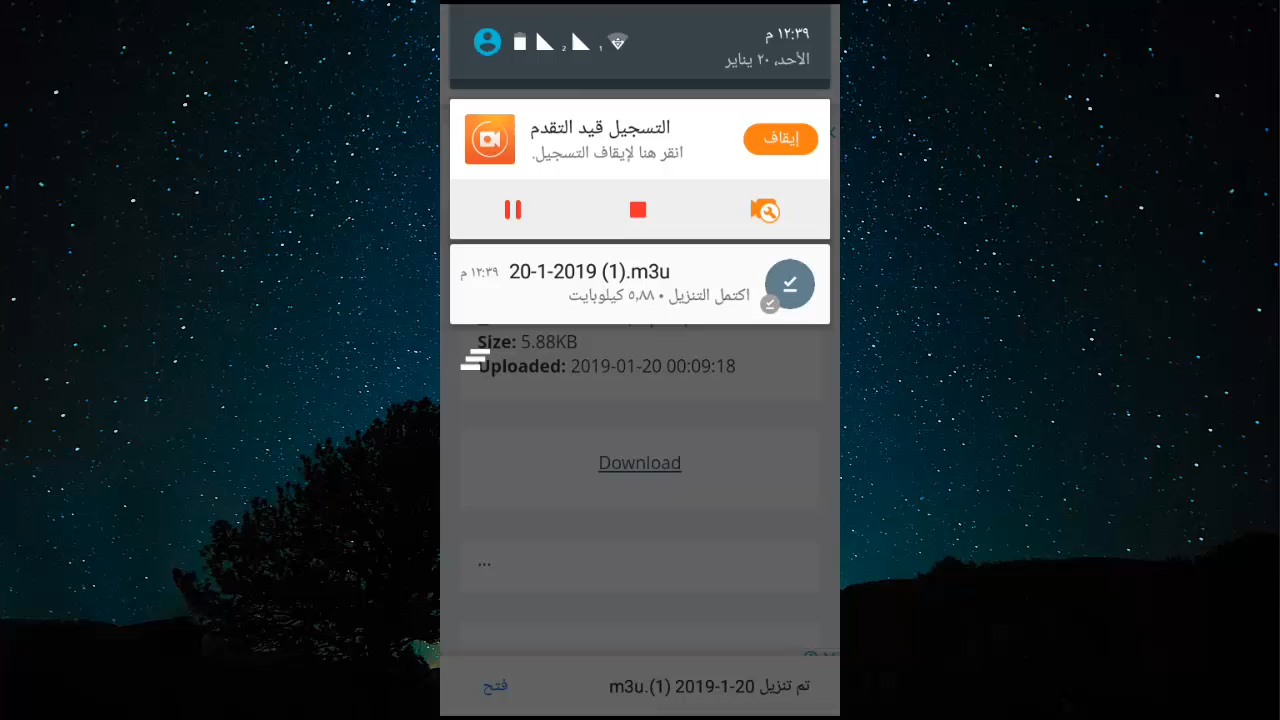 ١٢:٣٩ م
الأحد، ٢٠ يناير
2
1
التسجيل قيد التقدم
انقر هنا لإيقاف التسجيل.
إيقاف
20-1-2019 (1).m3u
١٢:٣٩ م
اكتمل التنزيل • ٥٫٨٨ كيلوبايت
Size: 5.88KB
Uploaded: 2019-01-20 00:09:18
Download
...
تم تنزيل 20-1-2019 (1).m3u
فتح